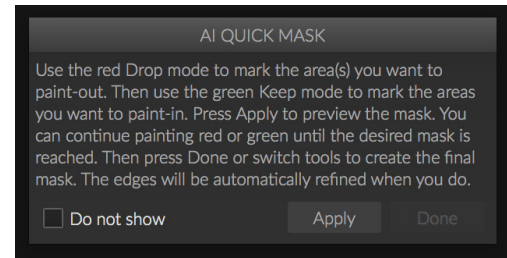 AI QUICK MASK
Use the red Drop mode to mark the area(s) you want to
paint-out. Then use the green Keep mode to mark the areas
you want to paint-in. Press Apply to preview the mask. You
can continue painting red or green until the desired mask is
reached. Then press Done or switch tools to create the final
mask. The edges will be automatically refined when you do.
Do not show Apply Done